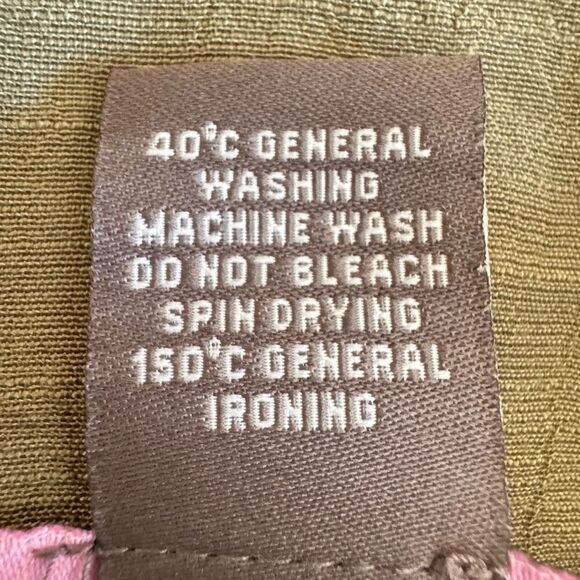 40°C GENERAL
WASHING
MACHINE WASH
DO NOT BLEACH
SPIN DRYING
150°C GENERAL
IRONING